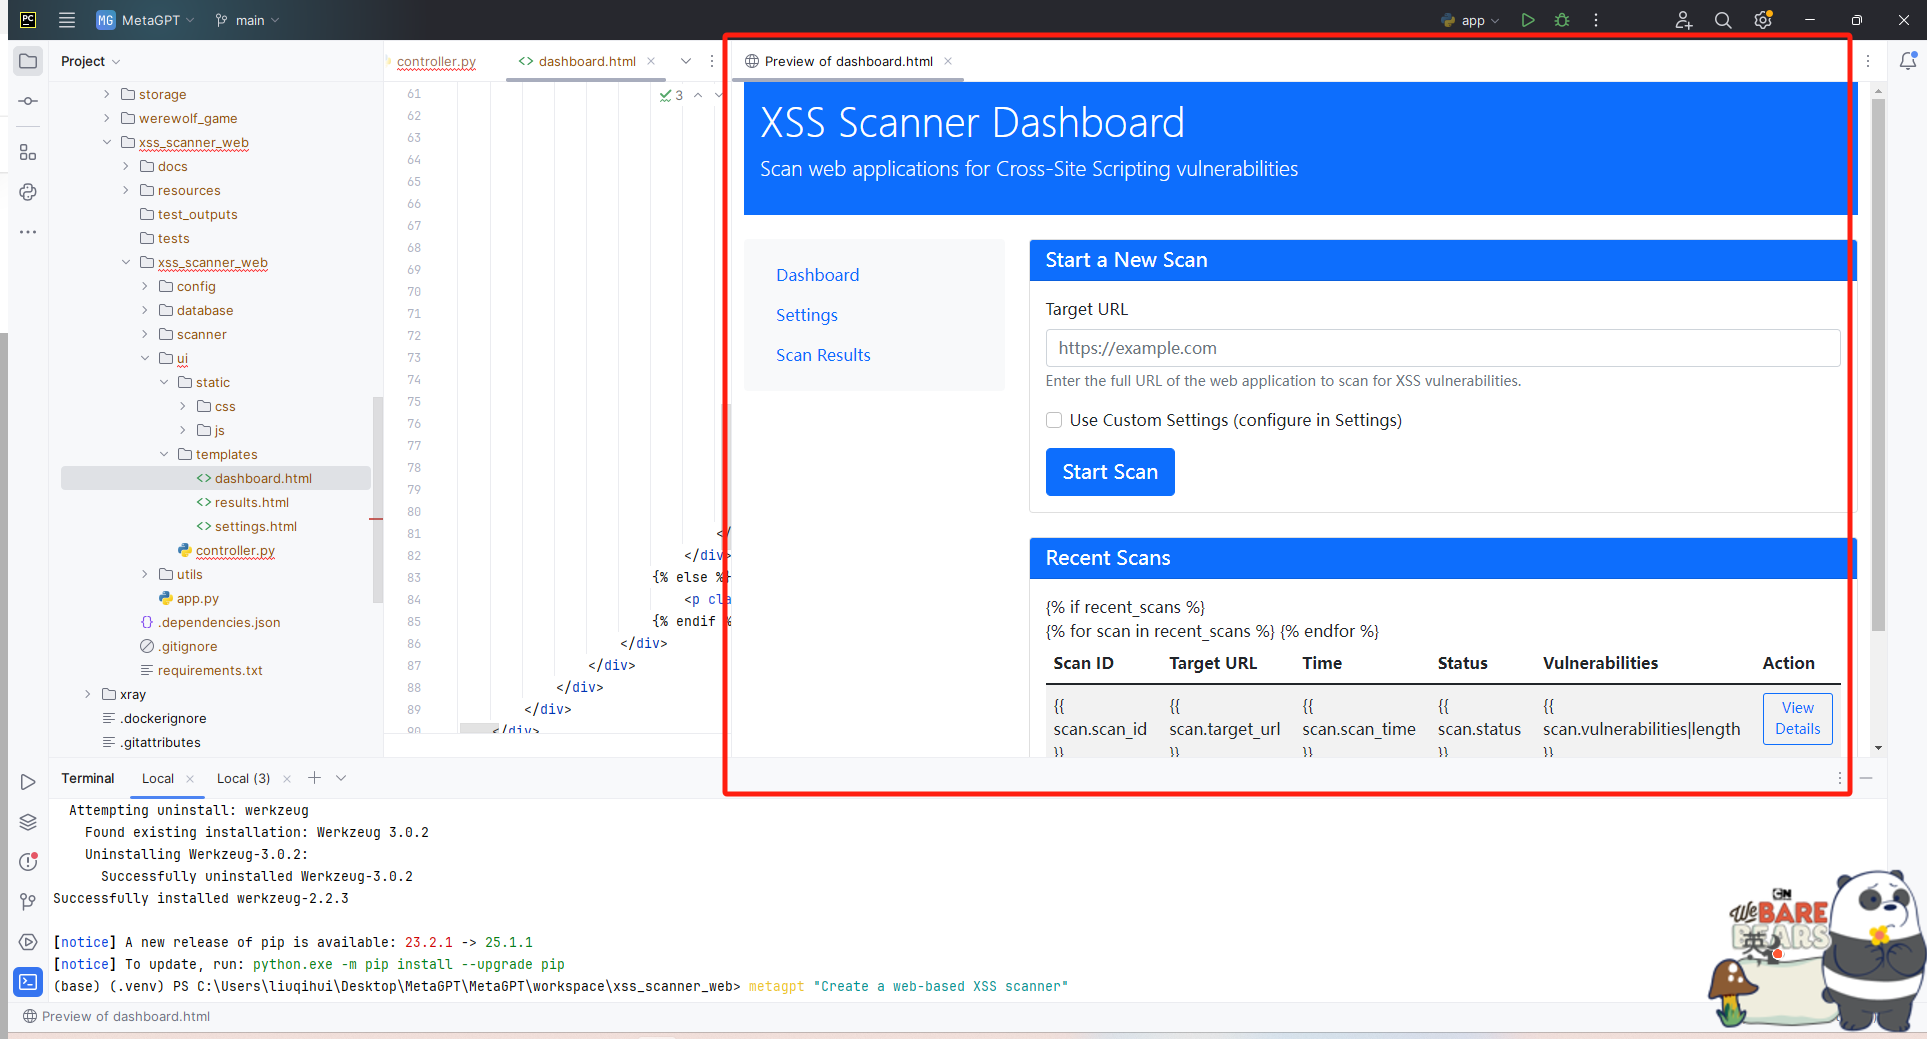 PC
MG MetaGPT
main
app
Project
controller.py
dashboard.html
Preview of dashboard.html
storage
werewolf_game
xss_scanner_web
docs
resources
test_outputs
tests
xss_scanner_web
config
database
scanner
ui
static
css
js
templates
dashboard.html
results.html
settings.html
controller.py
utils
app.py
.dependencies.json
.gitignore
requirements.txt
xray
.dockerignore
.gitattributes
3
61
62
63
64
65
66
67
68
69
70
71
72
73
74
75
76
77
78
79
80
81 </
82 </div>
83 {% else %}
84 <p cla
85 {% endif %
86 </div>
87 </div>
88 </div>
89 </div>
90 </div>
XSS Scanner Dashboard
Scan web applications for Cross-Site Scripting vulnerabilities
Dashboard
Settings
Scan Results
Start a New Scan
Target URL
https://example.com
Enter the full URL of the web application to scan for XSS vulnerabilities.
Use Custom Settings (configure in Settings)
Start Scan
Recent Scans
{% if recent_scans %}
{% for scan in recent_scans %} {% endfor %}
Scan ID Target URL Time Status Vulnerabilities Action
{{ {{ {{ {{ {{ View
scan.scan_id scan.target_url scan.scan_time scan.status scan.vulnerabilities|length Details
}} }} }} }} }}
Terminal Local Local (3)
Attempting uninstall: werkzeug
Found existing installation: Werkzeug 3.0.2
Uninstalling Werkzeug-3.0.2:
Successfully uninstalled Werkzeug-3.0.2
Successfully installed werkzeug-2.2.3
[notice] A new release of pip is available: 23.2.1 -> 25.1.1
[notice] To update, run: python.exe -m pip install --upgrade pip
(base) (.venv) PS C:\Users\liuqihui\Desktop\MetaGPT\MetaGPT\workspace\xss_scanner_web> metagpt "Create a web-based XSS scanner"
Preview of dashboard.html
CN
We BARE
BEARS
英